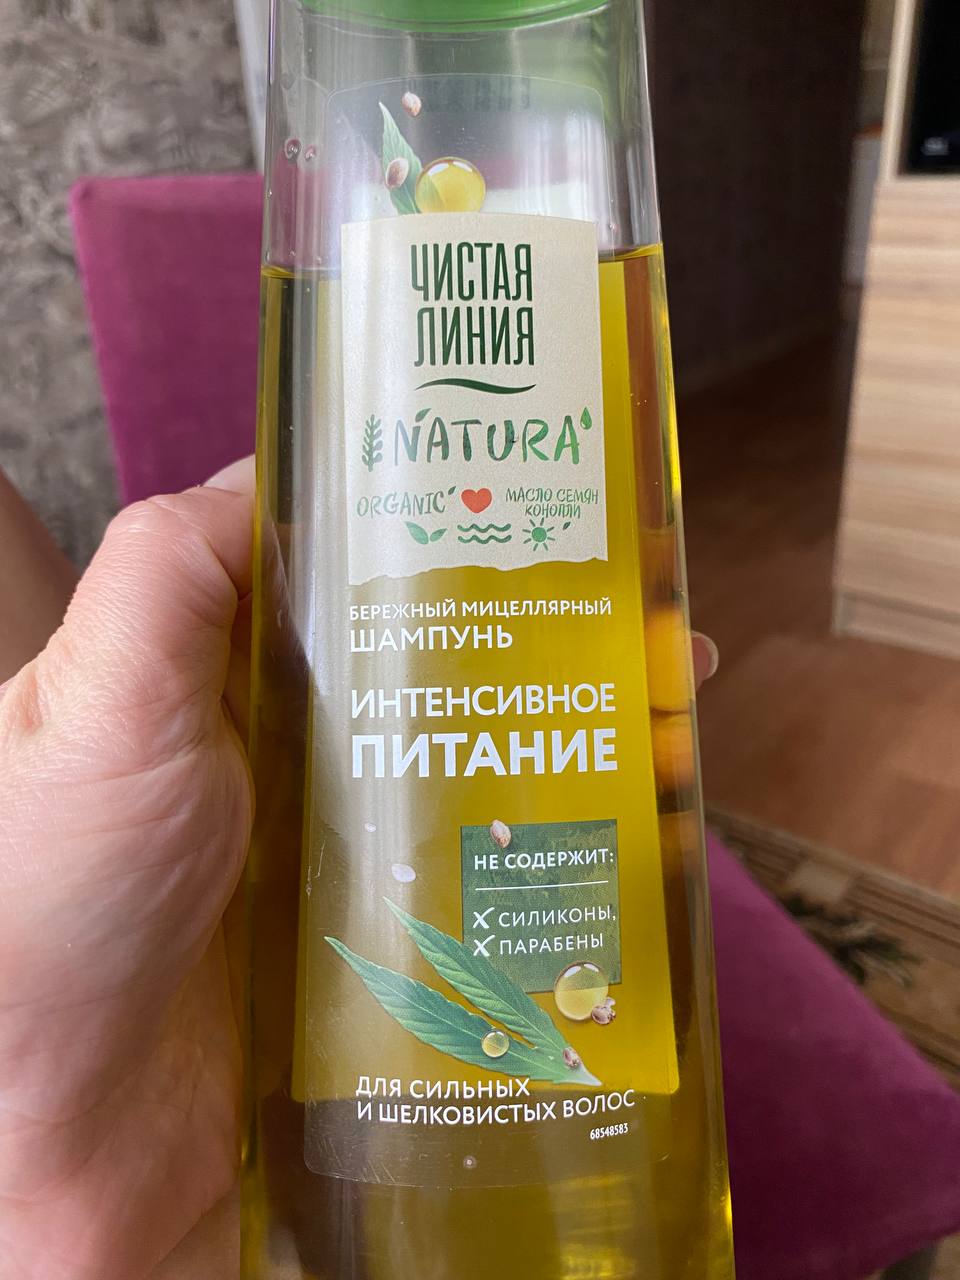 ЧИСТАЯ
ЛИНИЯ
NATURA
ORGANIC
МАСЛО СЕМЯН
КОНОПЛИ
БЕРЕЖНЫЙ МИЦЕЛЛЯРНЫЙ
ШАМПУНЬ
ИНТЕНСИВНОЕ
ПИТАНИЕ
НЕ СОДЕРЖИТ:
X СИЛИКОНЫ,
X ПАРАБЕНЫ
ДЛЯ СИЛЬНЫХ
И ШЕЛКОВИСТЫХ ВОЛОС
68548583